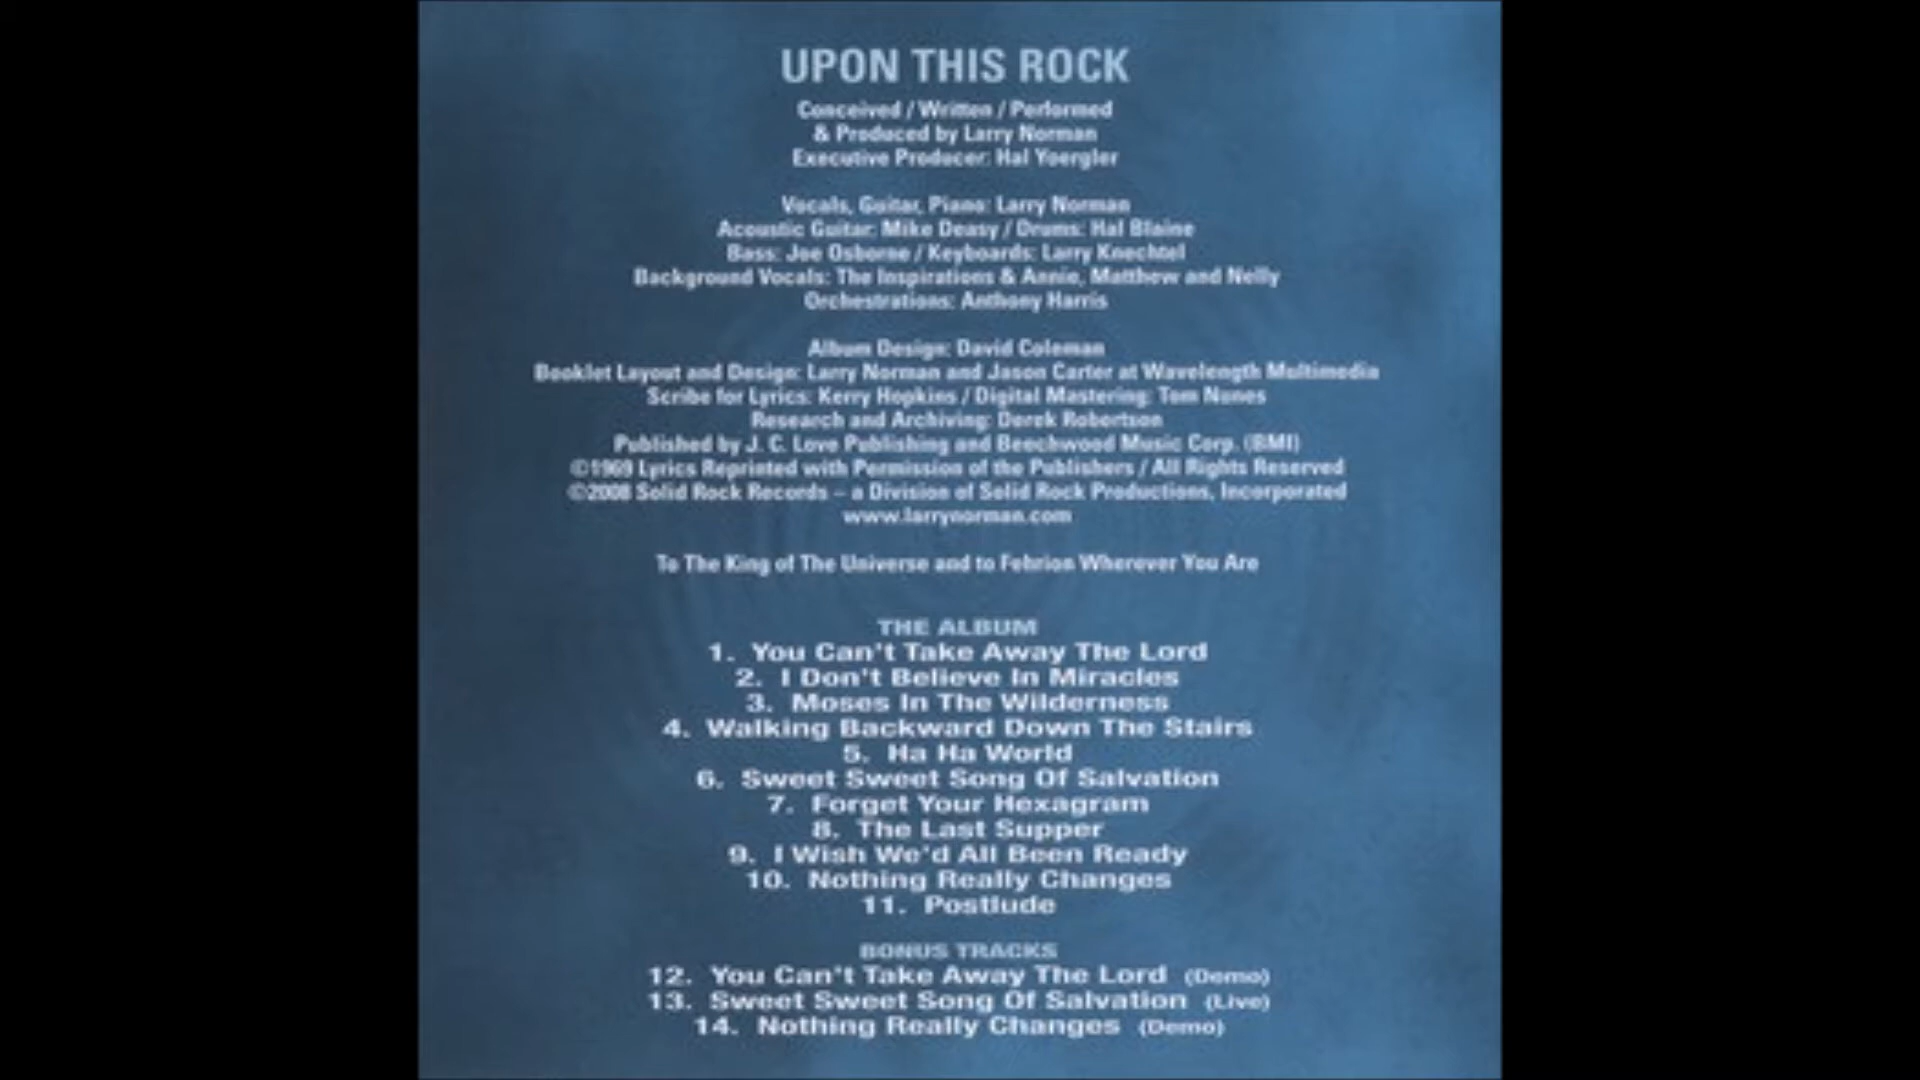 UPON THIS ROCK
Conceived / Written / Performed
& Produced by Larry Norman
Executive Producer: Hal Yoergler
Vocals, Guitar, Piano: Larry Norman
Acoustic Guitar: Mike Deasy / Drums: Hal Blaine
Bass: Joe Osborne / Keyboards: Larry Knechtel
Background Vocals: The Inspirations & Annie, Matthew and Nelly
Orchestrations: Anthony Harris
Album Design: David Coleman
Booklet Layout and Design: Larry Norman and Jason Carter at Wavelength Multimedia
Scribe for Lyrics: Kerry Hopkins / Digital Mastering: Tom Nunes
Research and Archiving: Derek Robertson
Published by J. C. Love Publishing and Beechwood Music Corp. (BMI)
©1969 Lyrics Reprinted with Permission of the Publishers / All Rights Reserved
©2008 Solid Rock Records – a Division of Solid Rock Productions, Incorporated
www.larrynorman.com
To The King of The Universe and to Febrion Wherever You Are
THE ALBUM
1. You Can't Take Away The Lord
2. I Don't Believe In Miracles
3. Moses In The Wilderness
4. Walking Backward Down The Stairs
5. Ha Ha World
6. Sweet Sweet Song Of Salvation
7. Forget Your Hexagram
8. The Last Supper
9. I Wish We'd All Been Ready
10. Nothing Really Changes
11. Postlude
BONUS TRACKS
12. You Can't Take Away The Lord (Demo)
13. Sweet Sweet Song Of Salvation (Live)
14. Nothing Really Changes (Demo)